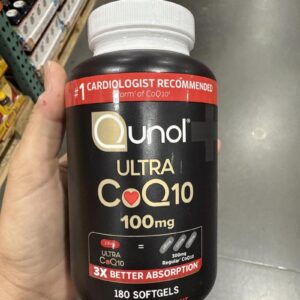 #1 CARDIOLOGIST RECOMMENDED
Form† of CoQ10
Qunol
ULTRA
CoQ10
100mg
=
ULTRA
CoQ10
300mg
Regular CoQ10
3X BETTER ABSORPTION*
180 SOFTGELS